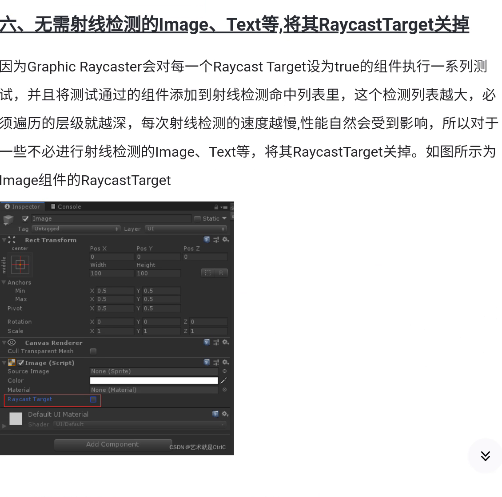 六、无需射线检测的Image、Text等,将其RaycastTarget关掉
因为Graphic Raycaster会对每一个Raycast Target设为true的组件执行一系列测
试，并且将测试通过的组件添加到射线检测命中列表里，这个检测列表越大，必
须遍历的层级就越深，每次射线检测的速度越慢,性能自然会受到影响，所以对于
一些不必进行射线检测的Image、Text等，将其RaycastTarget关掉。如图所示为
Image组件的RaycastTarget
Inspector Console
Image Static
Tag Untagged Layer UI
Rect Transform
center Pos X Pos Y Pos Z
middle 0 0 0
Width Height
100 100
Anchors
Min X 0.5 Y 0.5
Max X 0.5 Y 0.5
Pivot X 0.5 Y 0.5
Rotation X 0 Y 0 Z 0
Scale X 1 Y 1 Z 1
Canvas Renderer
Cull Transparent Mesh
Image (Script)
Source Image None (Sprite)
Color
Material None (Material)
Raycast Target
Default UI Material
Shader UI/Default
Add Component
CSDN @艺术就是CHIC